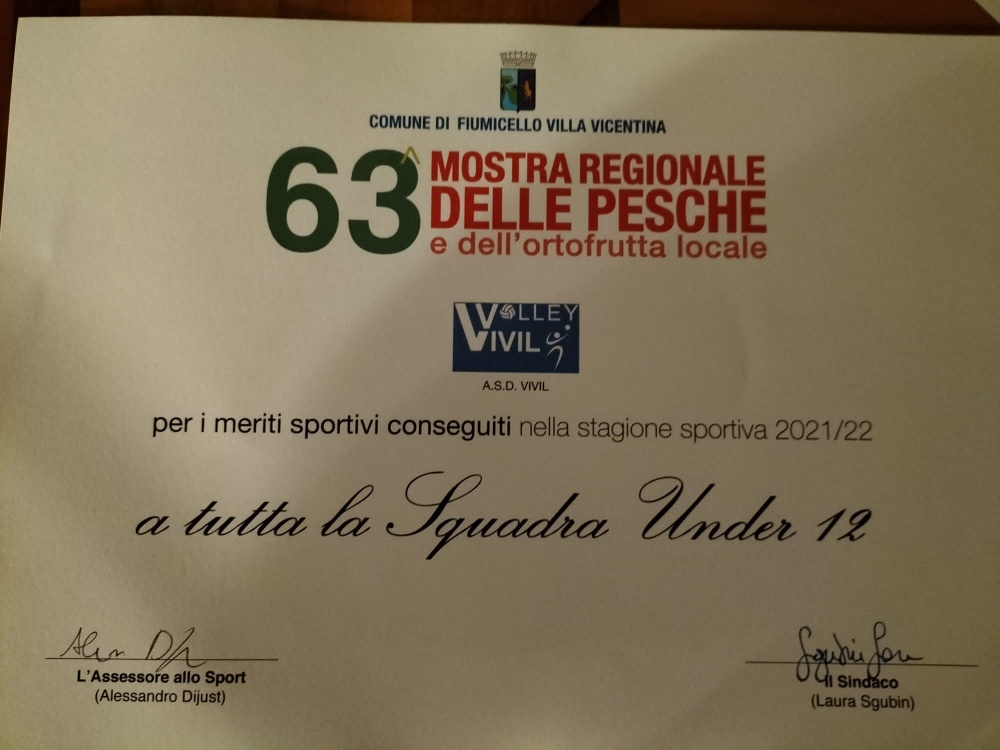 COMUNE DI FIUMICELLO VILLA VICENTINA
63^ MOSTRA REGIONALE
DELLE PESCHE
e dell'ortofrutta locale
VOLLEY
VIVIL
A.S.D. VIVIL
per i meriti sportivi conseguiti nella stagione sportiva 2021/22
a tutta la Squadra Under 12
L'Assessore allo Sport
(Alessandro Dijust)
Sgubin Laura
Il Sindaco
(Laura Sgubin)